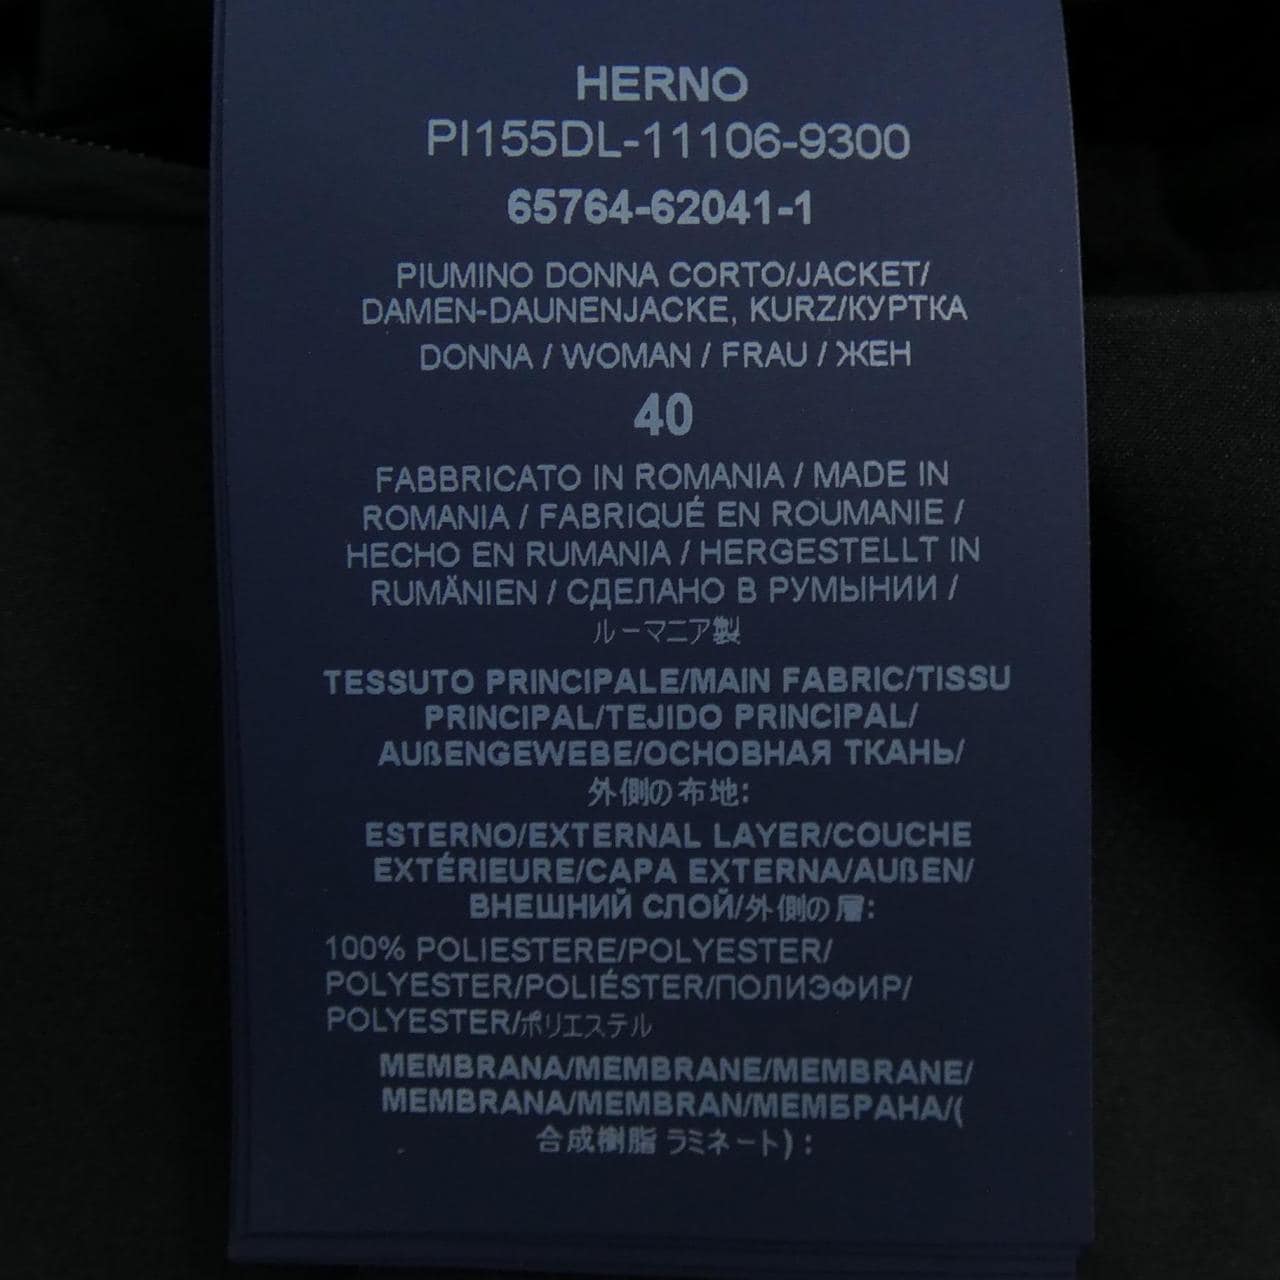 HERNO
PI155DL-11106-9300
65764-62041-1
PIUMINO DONNA CORTO/JACKET/
DAMEN-DAUNENJACKE, KURZ/КУРТКА
DONNA / WOMAN / FRAU / ЖЕН
40
FABBRICATO IN ROMANIA / MADE IN
ROMANIA / FABRIQUÉ EN ROUMANIE /
HECHO EN RUMANIA / HERGESTELLT IN
RUMÄNIEN / СДЕЛАНО В РУМЫНИИ /
ルーマニア製
TESSUTO PRINCIPALE/MAIN FABRIC/TISSU
PRINCIPAL/TEJIDO PRINCIPAL/
AUßENGEWEBE/ОСНОВНАЯ ТКАНЬ/
外側の布地:
ESTERNO/EXTERNAL LAYER/COUCHE
EXTÉRIEURE/CAPA EXTERNA/AUßEN/
ВНЕШНИЙ СЛОЙ/外側の層:
100% POLIESTERE/POLYESTER/
POLYESTER/POLIÉSTER/ПОЛИЭФИР/
POLYESTER/ポリエステル
MEMBRANA/MEMBRANE/MEMBRANE/
MEMBRANA/MEMBRAN/МЕМБРАНА/(
合成樹脂 ラミネート):